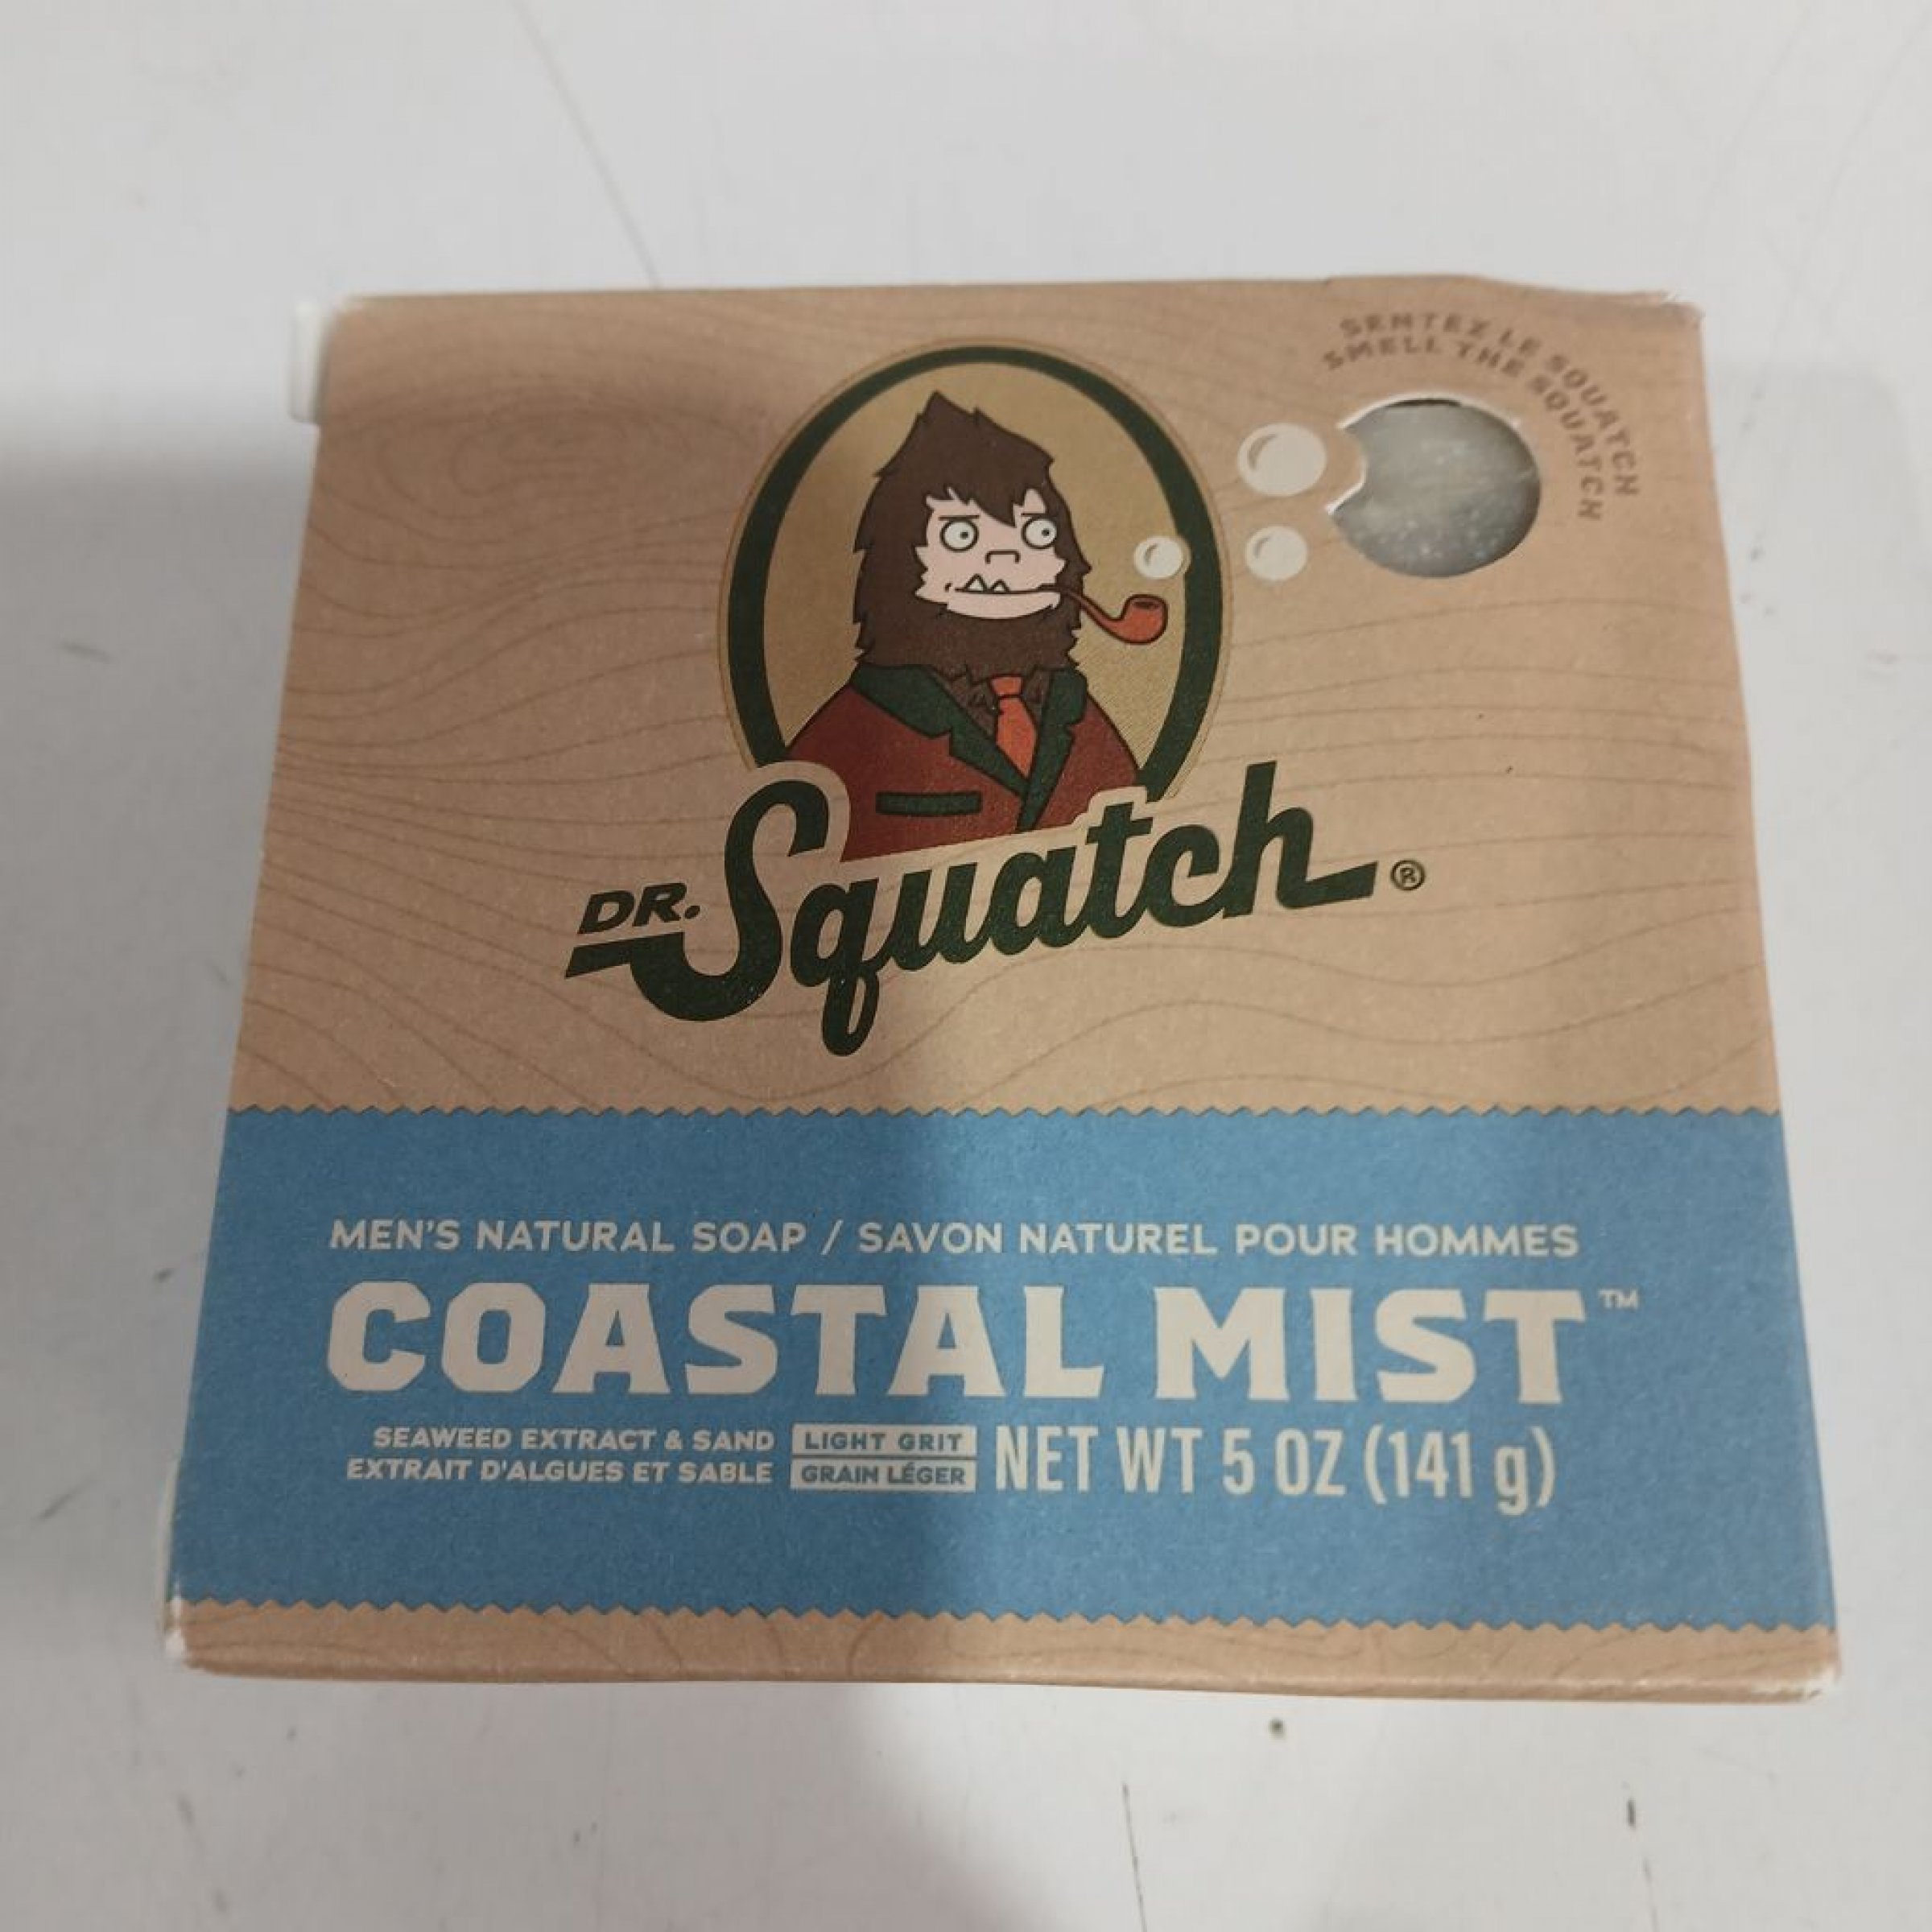 SENTEZ LE SQUATCH
SMELL THE SQUATCH
DR. Squatch®
MEN'S NATURAL SOAP / SAVON NATUREL POUR HOMMES
COASTAL MIST™
SEAWEED EXTRACT & SAND LIGHT GRIT
EXTRAIT D'ALGUES ET SABLE GRAIN LÉGER
NET WT 5 OZ (141 g)